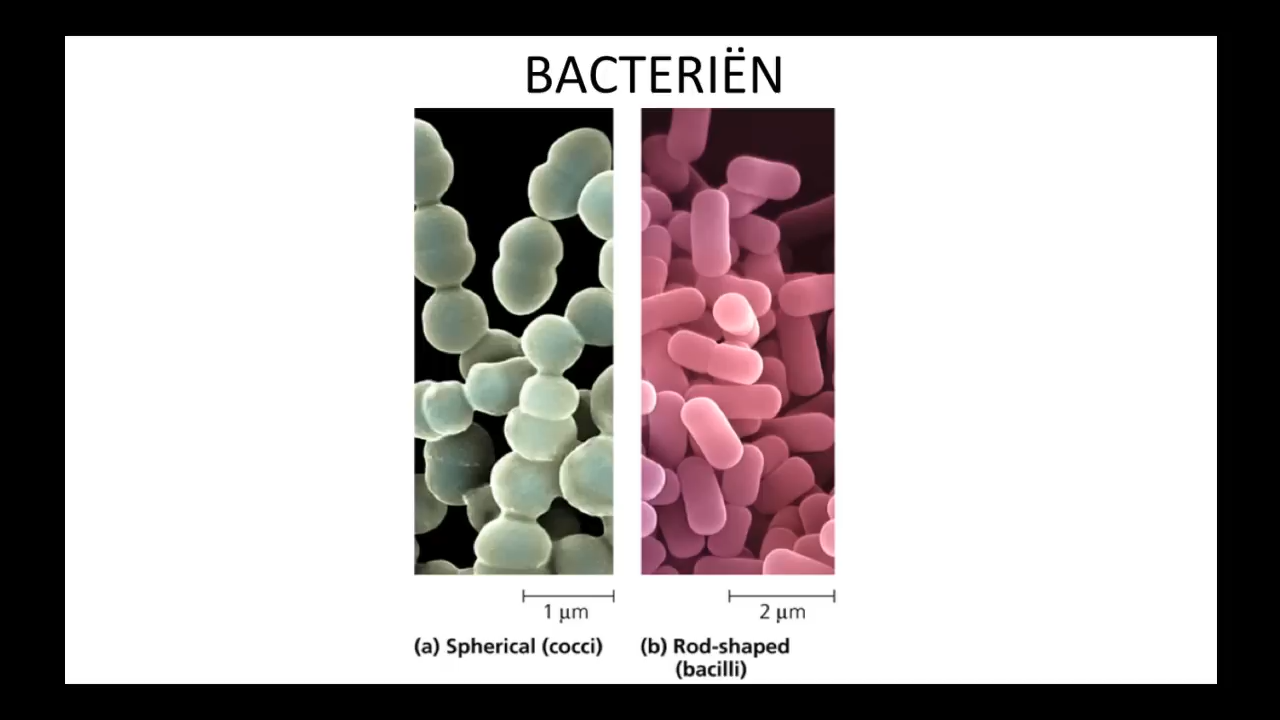 BACTERIËN
1 µm
2 µm
(a) Spherical (cocci)
(b) Rod-shaped
(bacilli)